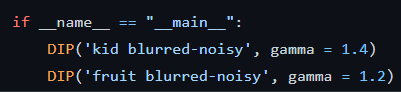 if __name__ == "__main__":
    DIP('kid blurred-noisy', gamma = 1.4)
    DIP('fruit blurred-noisy', gamma = 1.2)